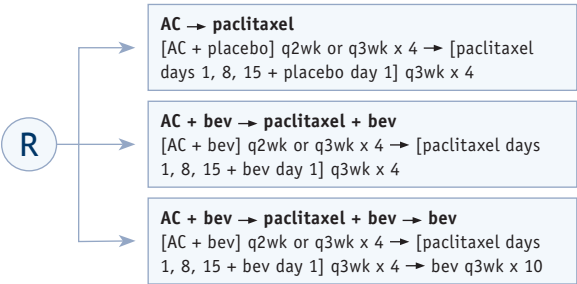 R
AC → paclitaxel
[AC + placebo] q2wk or q3wk x 4 → [paclitaxel
days 1, 8, 15 + placebo day 1] q3wk x 4
AC + bev → paclitaxel + bev
[AC + bev] q2wk or q3wk x 4 → [paclitaxel days
1, 8, 15 + bev day 1] q3wk x 4
AC + bev → paclitaxel + bev → bev
[AC + bev] q2wk or q3wk x 4 → [paclitaxel days
1, 8, 15 + bev day 1] q3wk x 4 → bev q3wk x 10